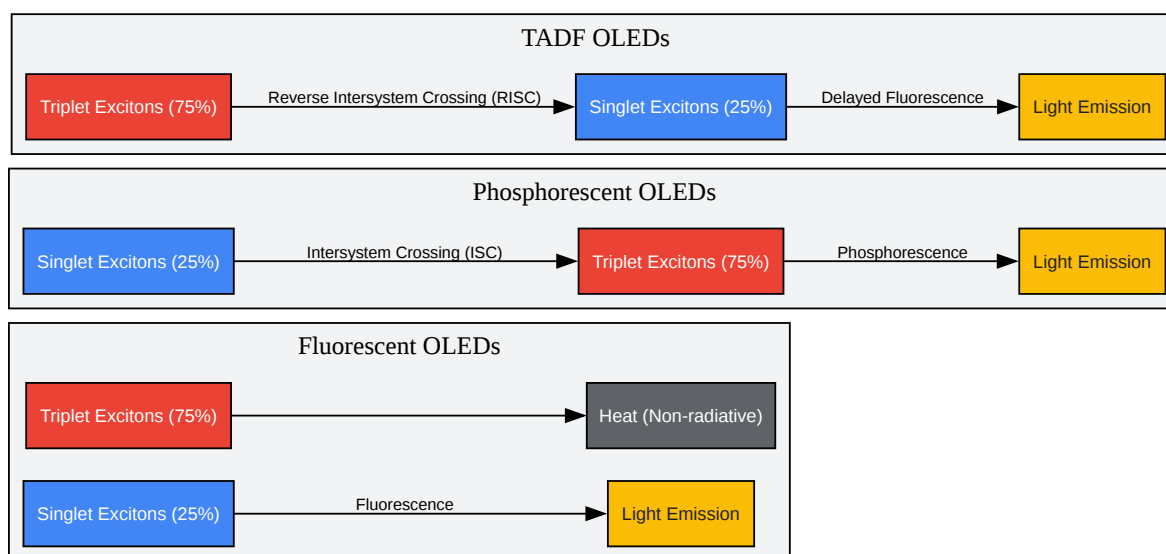 TADF OLEDs
Triplet Excitons (75%)
Reverse Intersystem Crossing (RISC)
Singlet Excitons (25%)
Delayed Fluorescence
Light Emission
Phosphorescent OLEDs
Singlet Excitons (25%)
Intersystem Crossing (ISC)
Triplet Excitons (75%)
Phosphorescence
Light Emission
Fluorescent OLEDs
Triplet Excitons (75%)
Heat (Non-radiative)
Singlet Excitons (25%)
Fluorescence
Light Emission